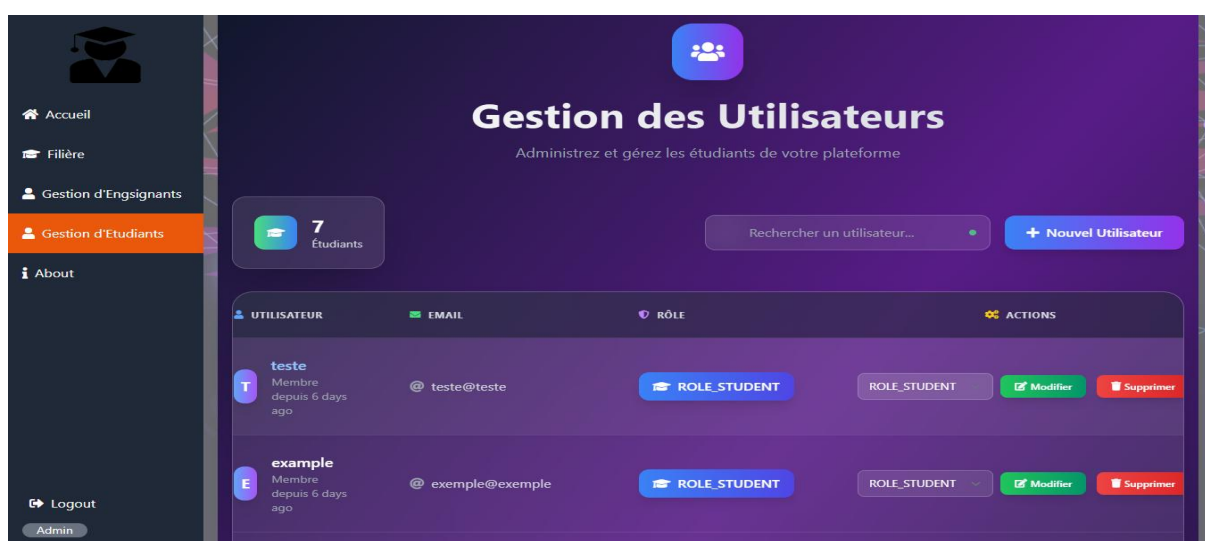 Accueil
Filière
Gestion d'Engsignants
Gestion d'Etudiants
About
Logout
Admin
Gestion des Utilisateurs
Administrez et gérez les étudiants de votre plateforme
7
Étudiants
Rechercher un utilisateur...
+ Nouvel Utilisateur
UTILISATEUR EMAIL RÔLE ACTIONS
T
teste
Membre
depuis 6 days
ago
@ teste@teste
ROLE_STUDENT
ROLE_STUDENT
Modifier
Supprimer
E
example
Membre
depuis 6 days
ago
@ exemple@exemple
ROLE_STUDENT
ROLE_STUDENT
Modifier
Supprimer